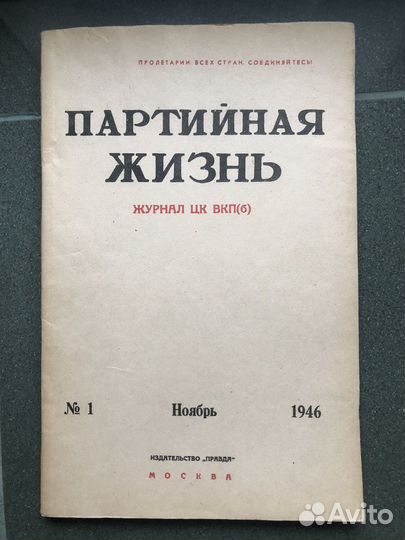 ПРОЛЕТАРИИ ВСЕХ СТРАН, СОЕДИНЯЙТЕСЬ!
ПАРТИЙНАЯ
ЖИЗНЬ
ЖУРНАЛ ЦК ВКП(б)
№ 1 Ноябрь 1946
ИЗДАТЕЛЬСТВО „ПРАВДА"
МОСКВА
Avito